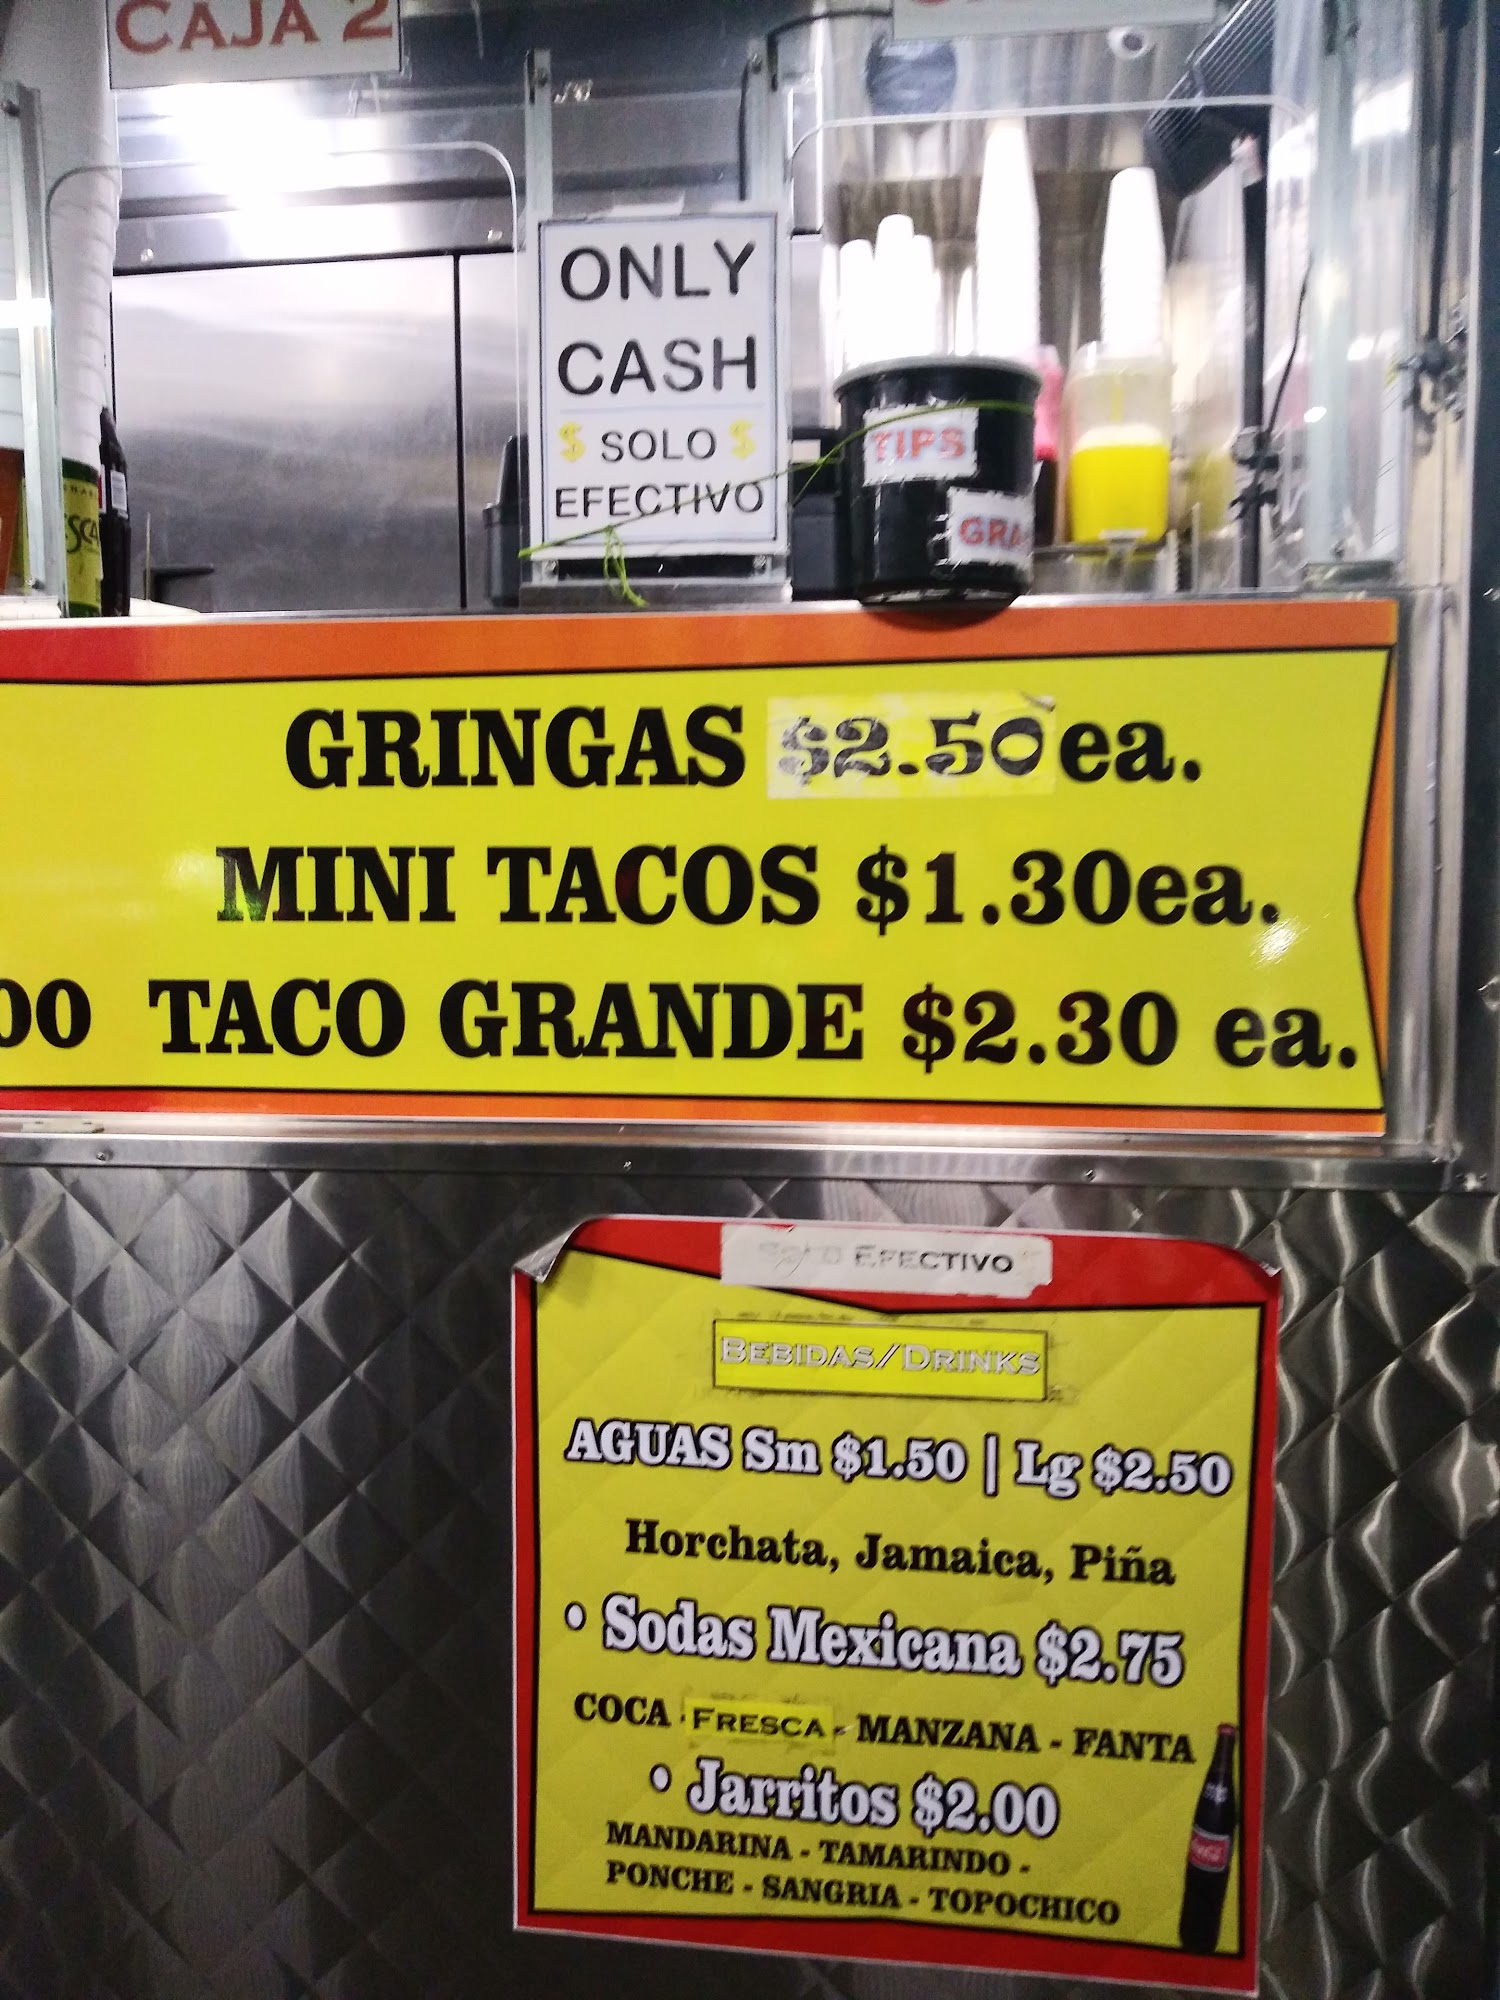 CAJA 2
ONLY
CASH
$ SOLO $
EFECTIVO
TIPS
GRA
GRINGAS $2.50 ea.
MINI TACOS $1.30ea.
00 TACO GRANDE $2.30 ea.
SOLO EFECTIVO
BEBIDAS/DRINKS
AGUAS Sm $1.50 | Lg $2.50
Horchata, Jamaica, Piña
• Sodas Mexicana $2.75
COCA - FRESCA - MANZANA - FANTA
• Jarritos $2.00
MANDARINA - TAMARINDO -
PONCHE - SANGRIA - TOPOCHICO